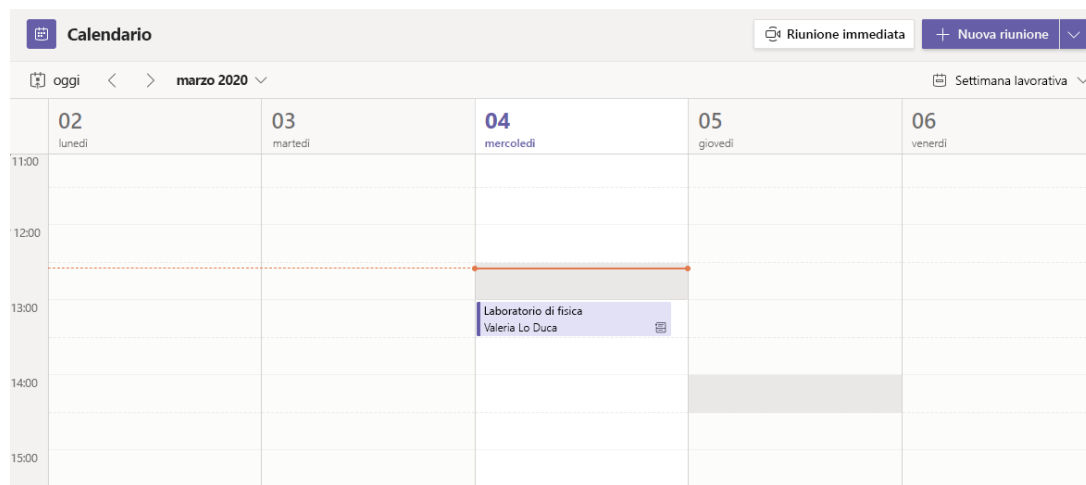 Calendario
Riunione immediata
+ Nuova riunione
oggi
marzo 2020
Settimana lavorativa
02
lunedì
03
martedì
04
mercoledì
05
giovedì
06
venerdì
11:00
12:00
13:00
Laboratorio di fisica
Valeria Lo Duca
14:00
15:00